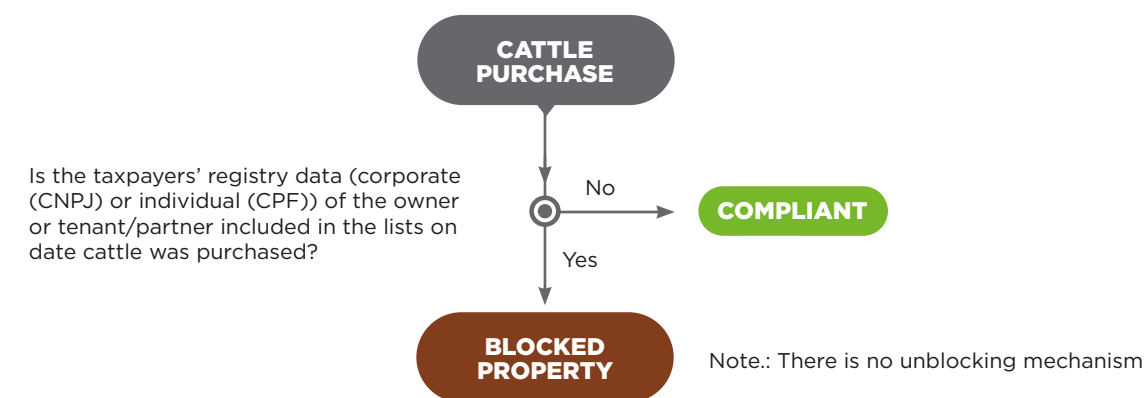 CATTLE
PURCHASE
Is the taxpayers’ registry data (corporate
(CNPJ) or individual (CPF)) of the owner
or tenant/partner included in the lists on
date cattle was purchased?
No
COMPLIANT
Yes
BLOCKED
PROPERTY
Note.: There is no unblocking mechanism